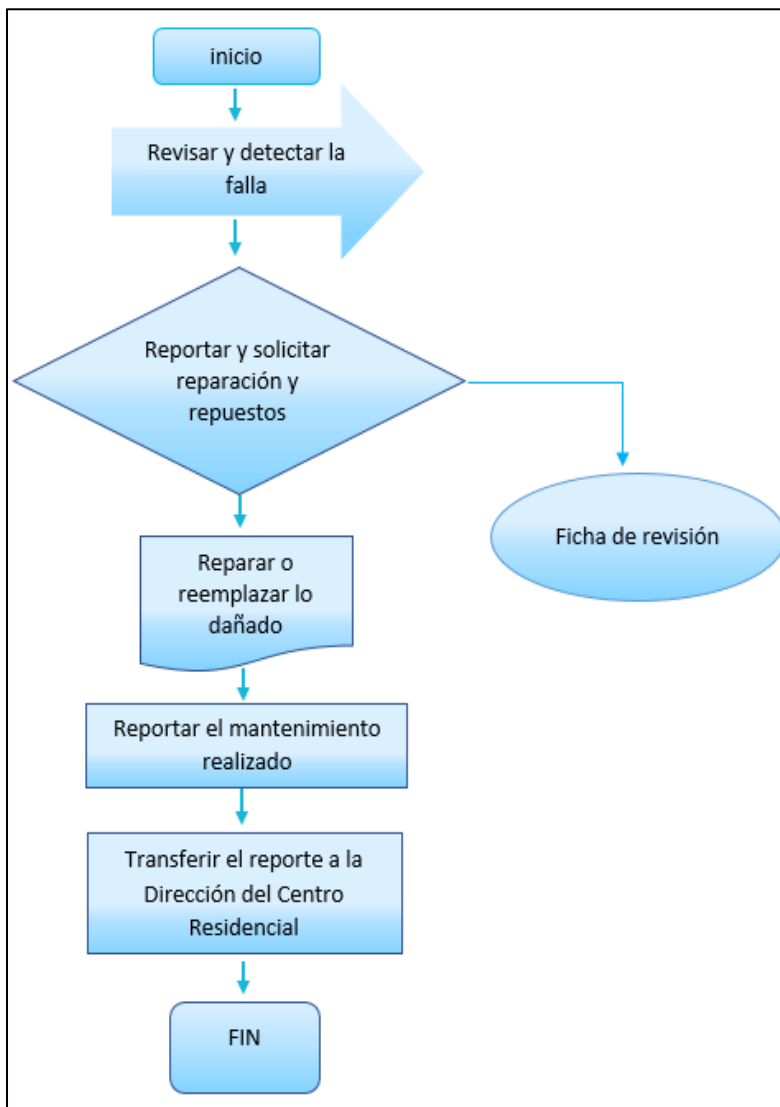 inicio
Revisar y detectar la
falla
Reportar y solicitar
reparación y
repuestos
Ficha de revisión
Reparar o
reemplazar lo
dañado
Reportar el mantenimiento
realizado
Transferir el reporte a la
Dirección del Centro
Residencial
FIN